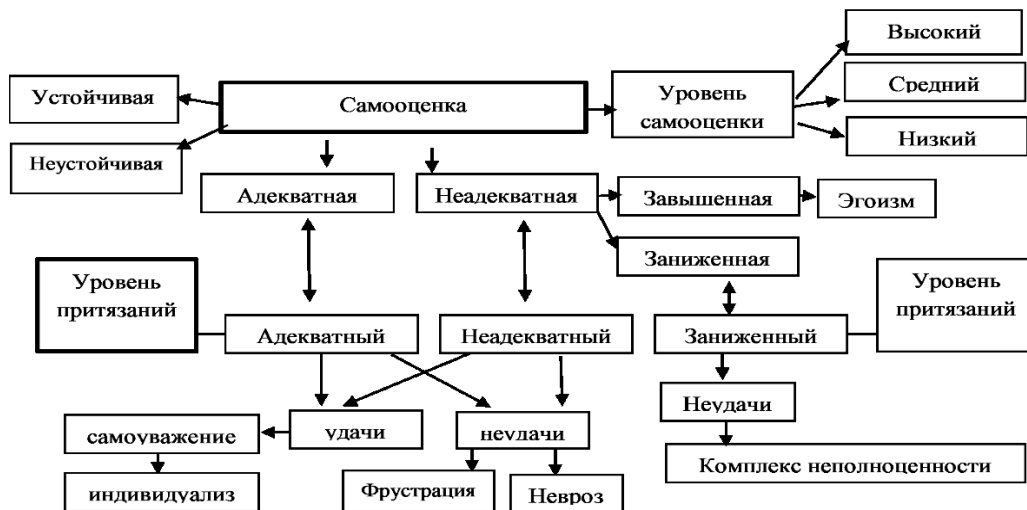 Высокий
Устойчивая
Самооценка
Уровень
самооценки
Средний
Неустойчивая
Низкий
Адекватная
Неадекватная
Завышенная
Эгоизм
Заниженная
Уровень
притязаний
Уровень
притязаний
Адекватный
Неадекватный
Заниженный
Неудачи
самоуважение
удачи
неудачи
Комплекс неполноценности
индивидуализ
Фрустрация
Невроз